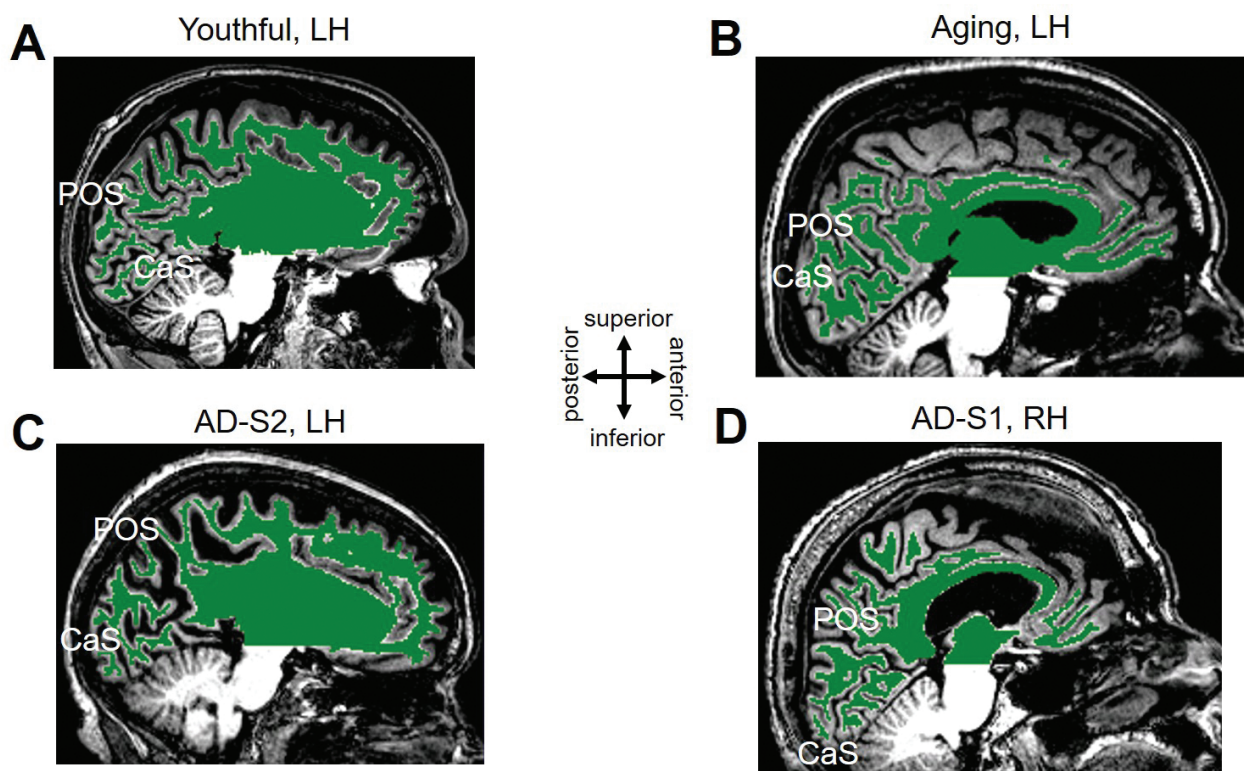 A
Youthful, LH
POS
CaS
B
Aging, LH
POS
CaS
superior
posterior
anterior
inferior
C
AD-S2, LH
POS
CaS
D
AD-S1, RH
POS
CaS